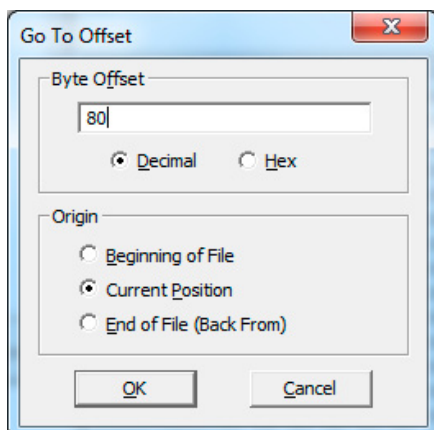 Go To Offset
Byte Offset
80
Decimal Hex
Origin
Beginning of File
Current Position
End of File (Back From)
OK Cancel